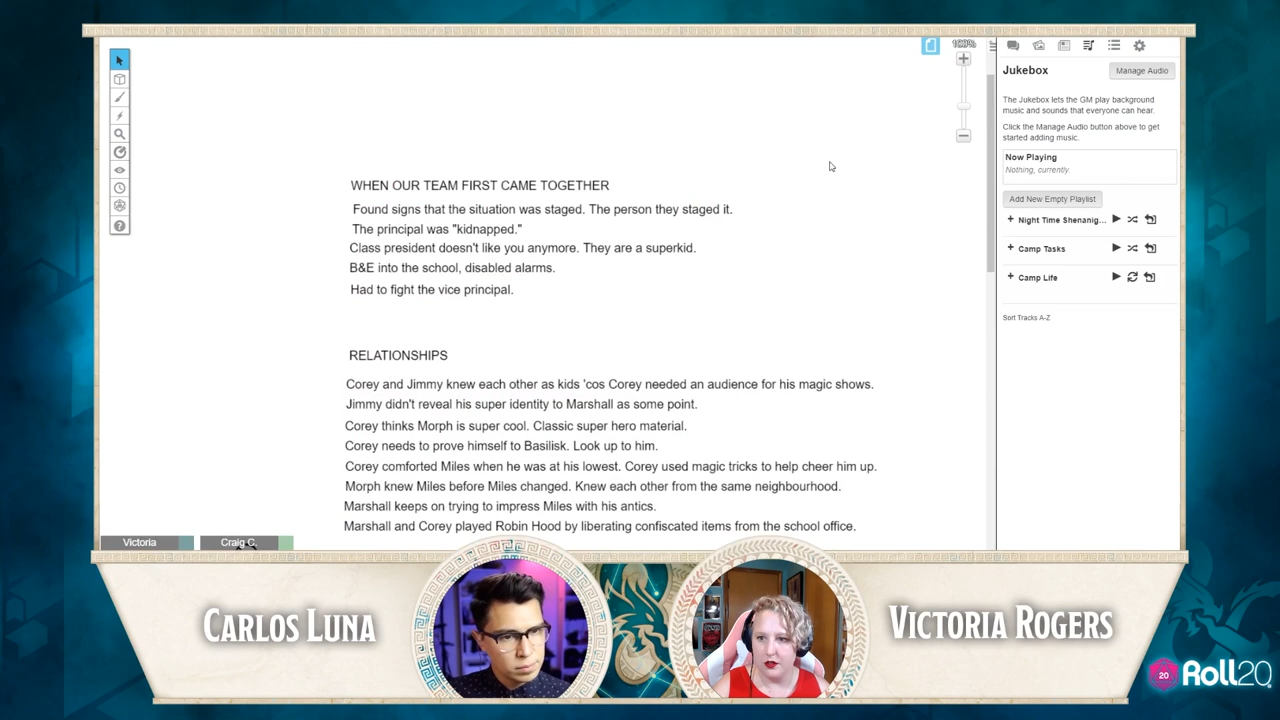 100%
Jukebox
Manage Audio
The Jukebox lets the GM play background
music and sounds that everyone can hear.
Click the Manage Audio button above to get
started adding music.
Now Playing
Nothing, currently.
Add New Empty Playlist
+ Night Time Shenanig...
+ Camp Tasks
+ Camp Life
Sort Tracks A-Z
WHEN OUR TEAM FIRST CAME TOGETHER
Found signs that the situation was staged. The person they staged it.
The principal was "kidnapped."
Class president doesn't like you anymore. They are a superkid.
B&E into the school, disabled alarms.
Had to fight the vice principal.
RELATIONSHIPS
Corey and Jimmy knew each other as kids 'cos Corey needed an audience for his magic shows.
Jimmy didn't reveal his super identity to Marshall as some point.
Corey thinks Morph is super cool. Classic super hero material.
Corey needs to prove himself to Basilisk. Look up to him.
Corey comforted Miles when he was at his lowest. Corey used magic tricks to help cheer him up.
Morph knew Miles before Miles changed. Knew each other from the same neighbourhood.
Marshall keeps on trying to impress Miles with his antics.
Marshall and Corey played Robin Hood by liberating confiscated items from the school office.
Victoria
Craig C.
CARLOS LUNA
VICTORIA ROGERS
20
Roll20